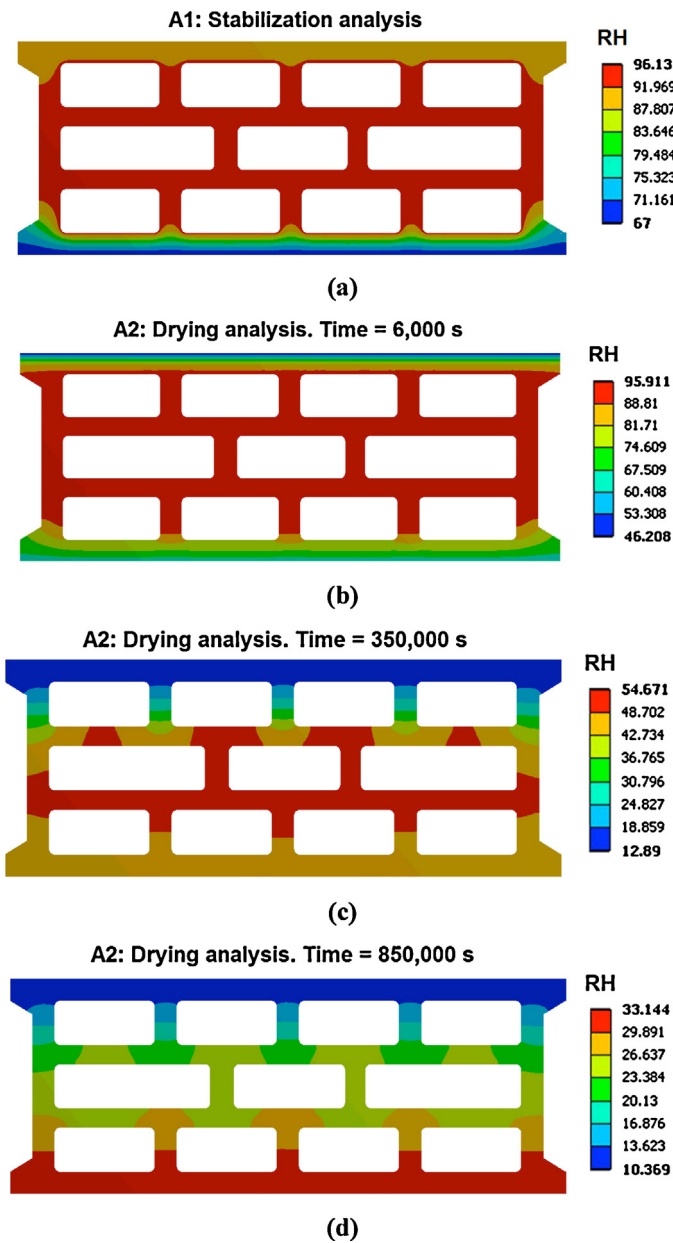 A1: Stabilization analysis
RH
96.13
91.969
87.807
83.646
79.484
75.323
71.161
67
(a)
A2: Drying analysis. Time = 6,000 s
RH
95.911
88.81
81.71
74.609
67.509
60.408
53.308
46.208
(b)
A2: Drying analysis. Time = 350,000 s
RH
54.671
48.702
42.734
36.765
30.796
24.827
18.859
12.89
(c)
A2: Drying analysis. Time = 850,000 s
RH
33.144
29.891
26.637
23.384
20.13
16.876
13.623
10.369
(d)